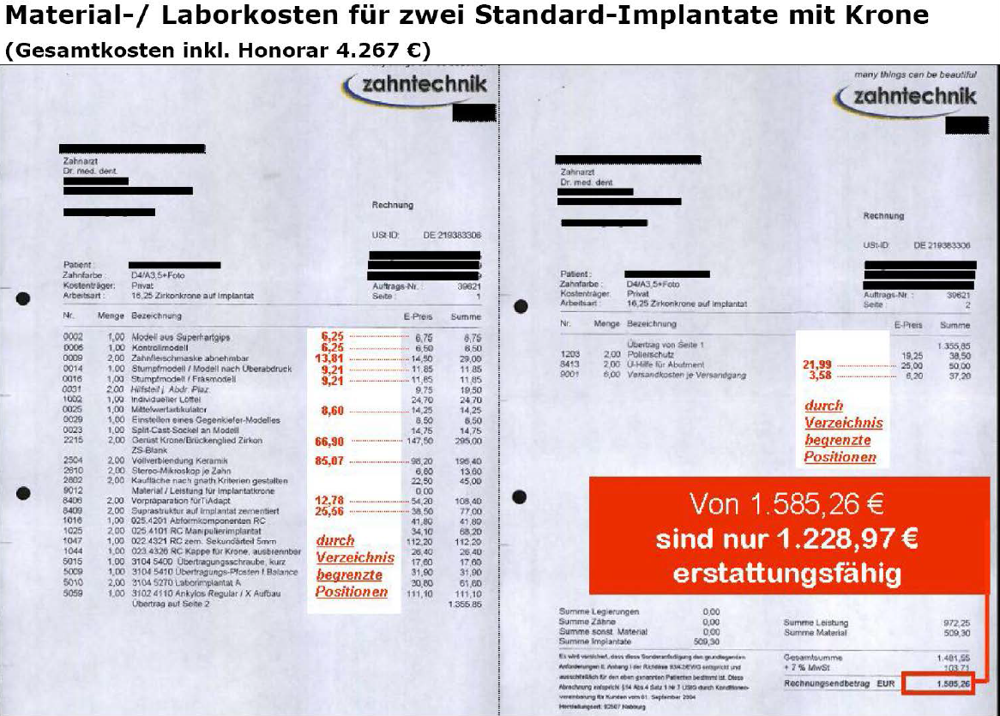 Material-/ Laborkosten für zwei Standard-Implantate mit Krone
(Gesamtkosten inkl. Honorar 4.267 €)
zahntechnik
Zahnarzt
Dr. med. dent.
Rechnung
USt-ID: DE 219383306
Patient :
Zahnfarbe : D4/A3,5+Foto
Kostenträger: Privat
Arbeitsart : 16,25 Zirkonkrone auf Implantat
Auftrags-Nr. : 39621
Seite : 1
Nr. Menge Bezeichnung E-Preis Summe
0002 1,00 Modell aus Superhartgips 6,25 8,75 8,75
0006 1,00 Kontrollmodell 6,25 6,50 6,50
0009 2,00 Zahnfleischmaske abnehmbar 13,81 14,50 29,00
0014 1,00 Stumpfmodell / Modell nach Überabdruck 9,21 11,85 11,85
0016 1,00 Stumpfmodell / Fräsmodell 9,21 11,85 11,85
0031 2,00 Hilfsteil j. Abdr. Plaz. 9,75 19,50
1002 1,00 Individueller Löffel 24,70 24,70
0025 1,00 Mittelwertartikulator 8,60 14,25 14,25
0029 1,00 Einstellen eines Gegenkiefer-Modelles 8,50 8,50
0023 1,00 Split-Cast-Sockel an Modell 14,75 14,75
2215 2,00 Gerüst Krone/Brückenglied Zirkon 66,90 147,50 295,00
ZS-Blank
2504 2,00 Vollverblendung Keramik 85,07 98,20 196,40
2610 2,00 Stereo-Mikroskop je Zahn 6,80 13,60
2602 2,00 Kaufläche nach gnath.Kriterien gestalten 22,50 45,00
9012 Material / Leistung für Implantatkrone 0,00
8406 2,00 Vorpräparation fürTiAdapt 12,78 54,20 108,40
8409 2,00 Suprastruktur auf Implantat zementiert 25,56 38,50 77,00
1016 1,00 025.4201 Abformkomponenten RC 41,80 41,80
1025 2,00 025.4101 RC Manipulierimplantat 34,10 68,20
1047 1,00 022.4321 RC zem. Sekundärteil 5mm 112,20 112,20
1044 1,00 023.4326 RC Kappe für Krone, ausbrennbar 26,40 26,40
5015 1,00 3104 5400 Übertragungsschraube, kurz 17,60 17,60
5009 1,00 3104 5410 Übertragungs-Pfosten f.Balance 31,90 31,90
5010 2,00 3104 5270 Laborimplantat A 30,80 61,60
5059 1,00 3102 4110 Ankylos Regular / X Aufbau 111,10 111,10
Übertrag auf Seite 2 1.355,85
durch
Verzeichnis
begrenzte
Positionen
many things can be beautiful
zahntechnik
Zahnarzt
Dr. med. dent
Rechnung
USt-ID: DE 219383306
Patient :
Zahnfarbe : D4/A3,5+Foto
Kostenträger: Privat
Arbeitsart : 16,25 Zirkonkrone auf Implantat
Auftrags-Nr. : 39621
Seite : 2
Nr. Menge Bezeichnung E-Preis Summe
Übertrag von Seite 1 1.355,85
1203 2,00 Polierschutz 19,25 38,50
8413 2,00 Ü-Hilfe für Abutment 21,99 25,00 50,00
9001 6,00 Versandkosten je Versandgang 3,58 6,20 37,20
durch
Verzeichnis
begrenzte
Positionen
Von 1.585,26 €
sind nur 1.228,97 €
erstattungsfähig
Summe Legierungen 0,00
Summe Zähne 0,00
Summe sonst. Material 0,00
Summe Implantate 509,30
Summe Leistung 972,25
Summe Material 509,30
Es wird versichert, dass diese Sonderanfertigung den grundlegenden
Anforderungen lt. Anhang I der Richtlinie 93/42/EWG entspricht und
ausschließlich für den oben genannten Patienten bestimmt ist. Diese
Abrechnung entspricht §14 Abs.4 Satz 1 Nr.7 UStG durch Konditionen-
vereinbarung für Kunden vom 01. September 2004
Herstellungsort: 92507 Nabburg
Gesamtsumme 1.481,55
+ 7 % MwSt 103,71
Rechnungsendbetrag EUR 1.585,26